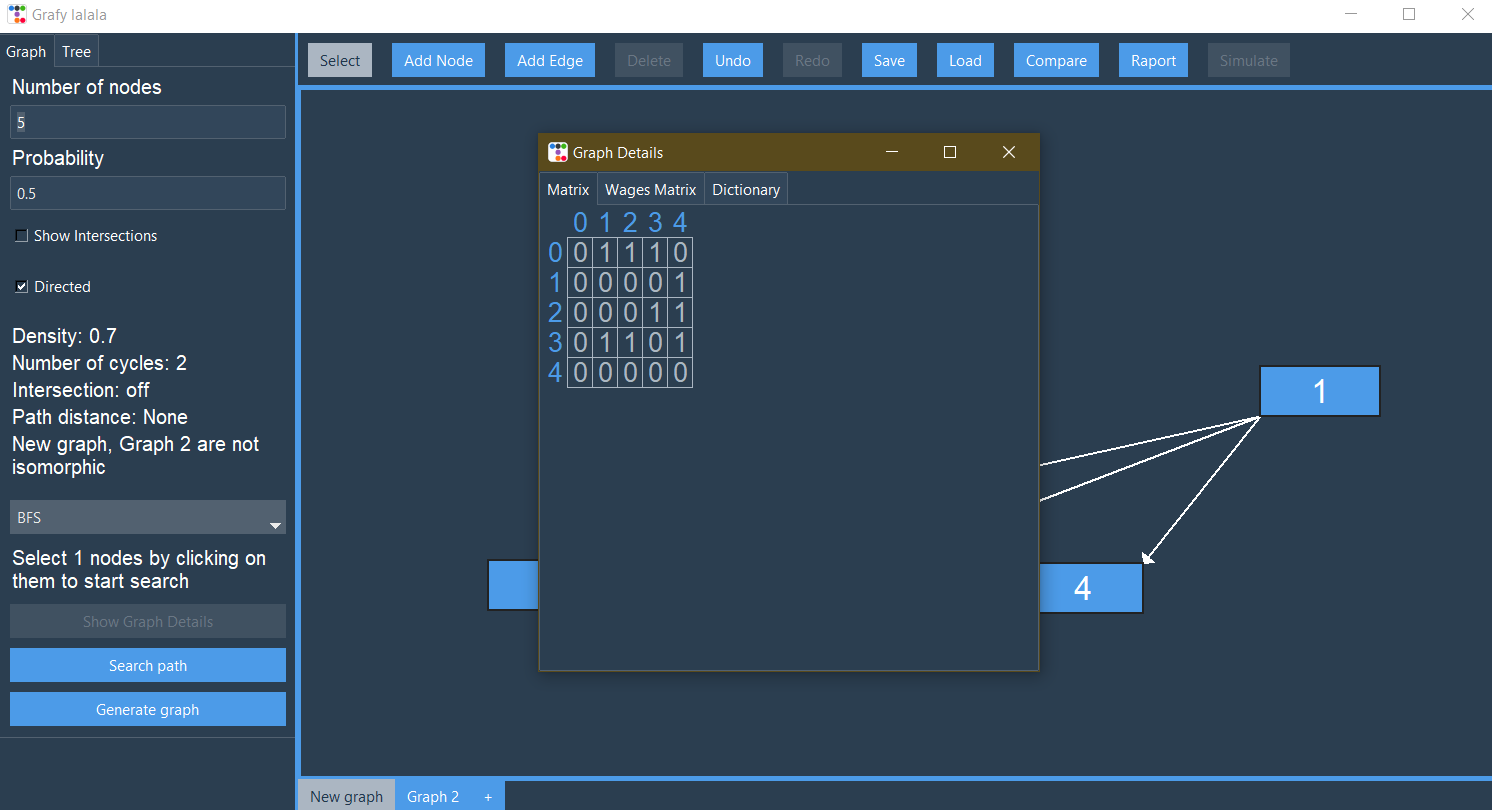 Grafy lalala
Graph Tree
Select Add Node Add Edge Delete Undo Redo Save Load Compare Raport Simulate
Number of nodes
5
Probability
0.5
Show Intersections
Directed
Density: 0.7
Number of cycles: 2
Intersection: off
Path distance: None
New graph, Graph 2 are not
isomorphic
BFS
Select 1 nodes by clicking on
them to start search
Show Graph Details
Search path
Generate graph
Graph Details
Matrix Wages Matrix Dictionary
0 1 2 3 4
0 0 1 1 1 0
1 0 0 0 0 1
2 0 0 0 1 1
3 0 1 1 0 1
4 0 0 0 0 0
1
4
New graph Graph 2 +